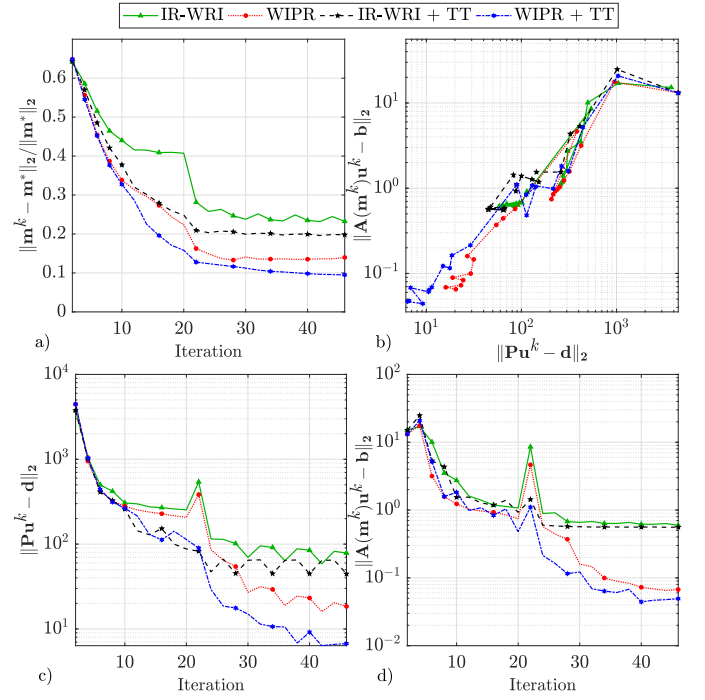 IR-WRI WIPR IR-WRI + TT WIPR + TT
‖m^k − m^*‖₂/‖m^*‖₂
0.6
0.5
0.4
0.3
0.2
0.1
0
10 20 30 40
Iteration
a)
‖A(m^k)u^k − b‖₂
10^1
10^0
10^−1
10^1 10^2 10^3
‖Pu^k − d‖₂
b)
‖Pu^k − d‖₂
10^4
10^3
10^2
10^1
10 20 30 40
Iteration
c)
‖A(m^k)u^k − b‖₂
10^2
10^1
10^0
10^−1
10^−2
10 20 30 40
Iteration
d)